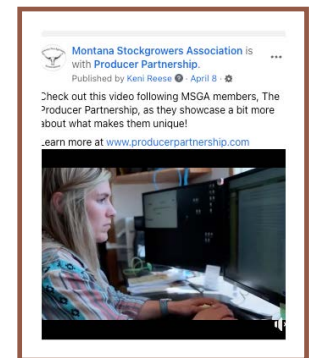 Montana Stockgrowers Association is
with Producer Partnership.
Published by Keni Reese · April 8 ·
Check out this video following MSGA members, The
Producer Partnership, as they showcase a bit more
about what makes them unique!
Learn more at www.producerpartnership.com